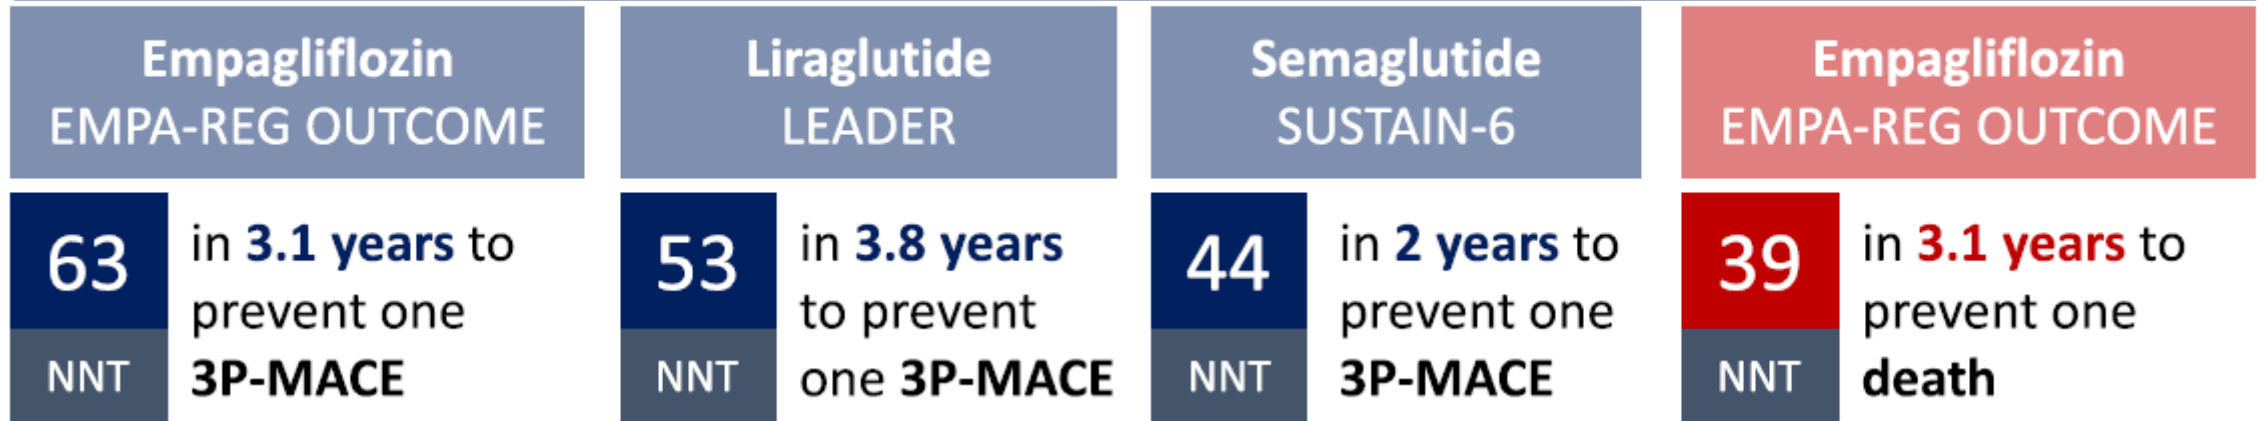 Empagliflozin
EMPA-REG OUTCOME
63
NNT
in 3.1 years to
prevent one
3P-MACE
Liraglutide
LEADER
53
NNT
in 3.8 years
to prevent
one 3P-MACE
Semaglutide
SUSTAIN-6
44
NNT
in 2 years to
prevent one
3P-MACE
Empagliflozin
EMPA-REG OUTCOME
39
NNT
in 3.1 years to
prevent one
death